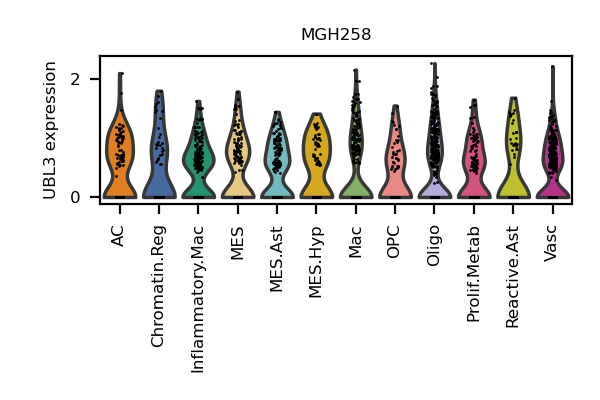 MGH258
UBL3 expression
2
0
AC
Chromatin.Reg
Inflammatory.Mac
MES
MES.Ast
MES.Hyp
Mac
OPC
Oligo
Prolif.Metab
Reactive.Ast
Vasc